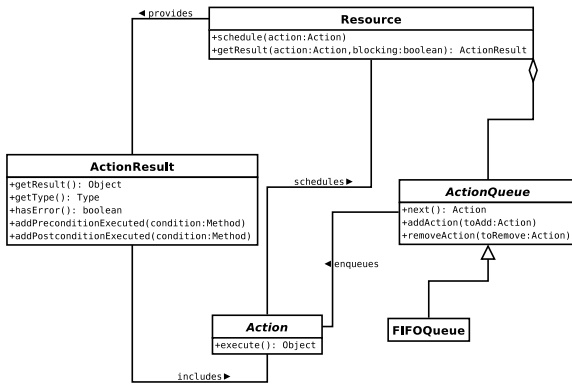 ◄ provides
Resource
+schedule(action:Action)
+getResult(action:Action,blocking:boolean): ActionResult
ActionResult
+getResult(): Object
+getType(): Type
+hasError(): boolean
+addPreconditionExecuted(condition:Method)
+addPostconditionExecuted(condition:Method)
schedules►
ActionQueue
+next(): Action
+addAction(toAdd:Action)
+removeAction(toRemove:Action)
◄enqueues
Action
+execute(): Object
FIFOQueue
includes ►